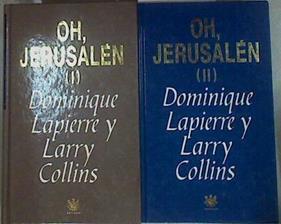 OH,
JERUSALÉN
(I)
Dominique
Lapierre y
Larry
Collins
OH,
JERUSALÉN
(II)
Dominique
Lapierre y
Larry
Collins